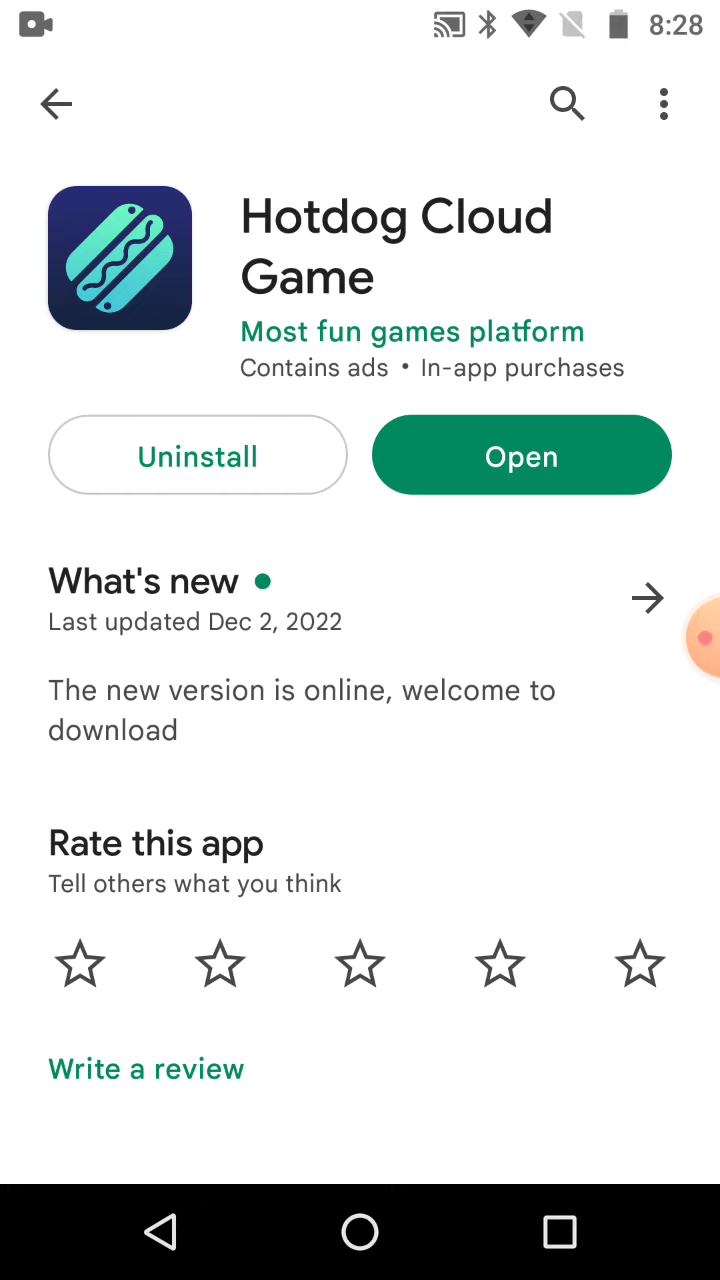 8:28
Hotdog Cloud
Game
Most fun games platform
Contains ads • In-app purchases
Uninstall
Open
What's new
Last updated Dec 2, 2022
The new version is online, welcome to
download
Rate this app
Tell others what you think
Write a review